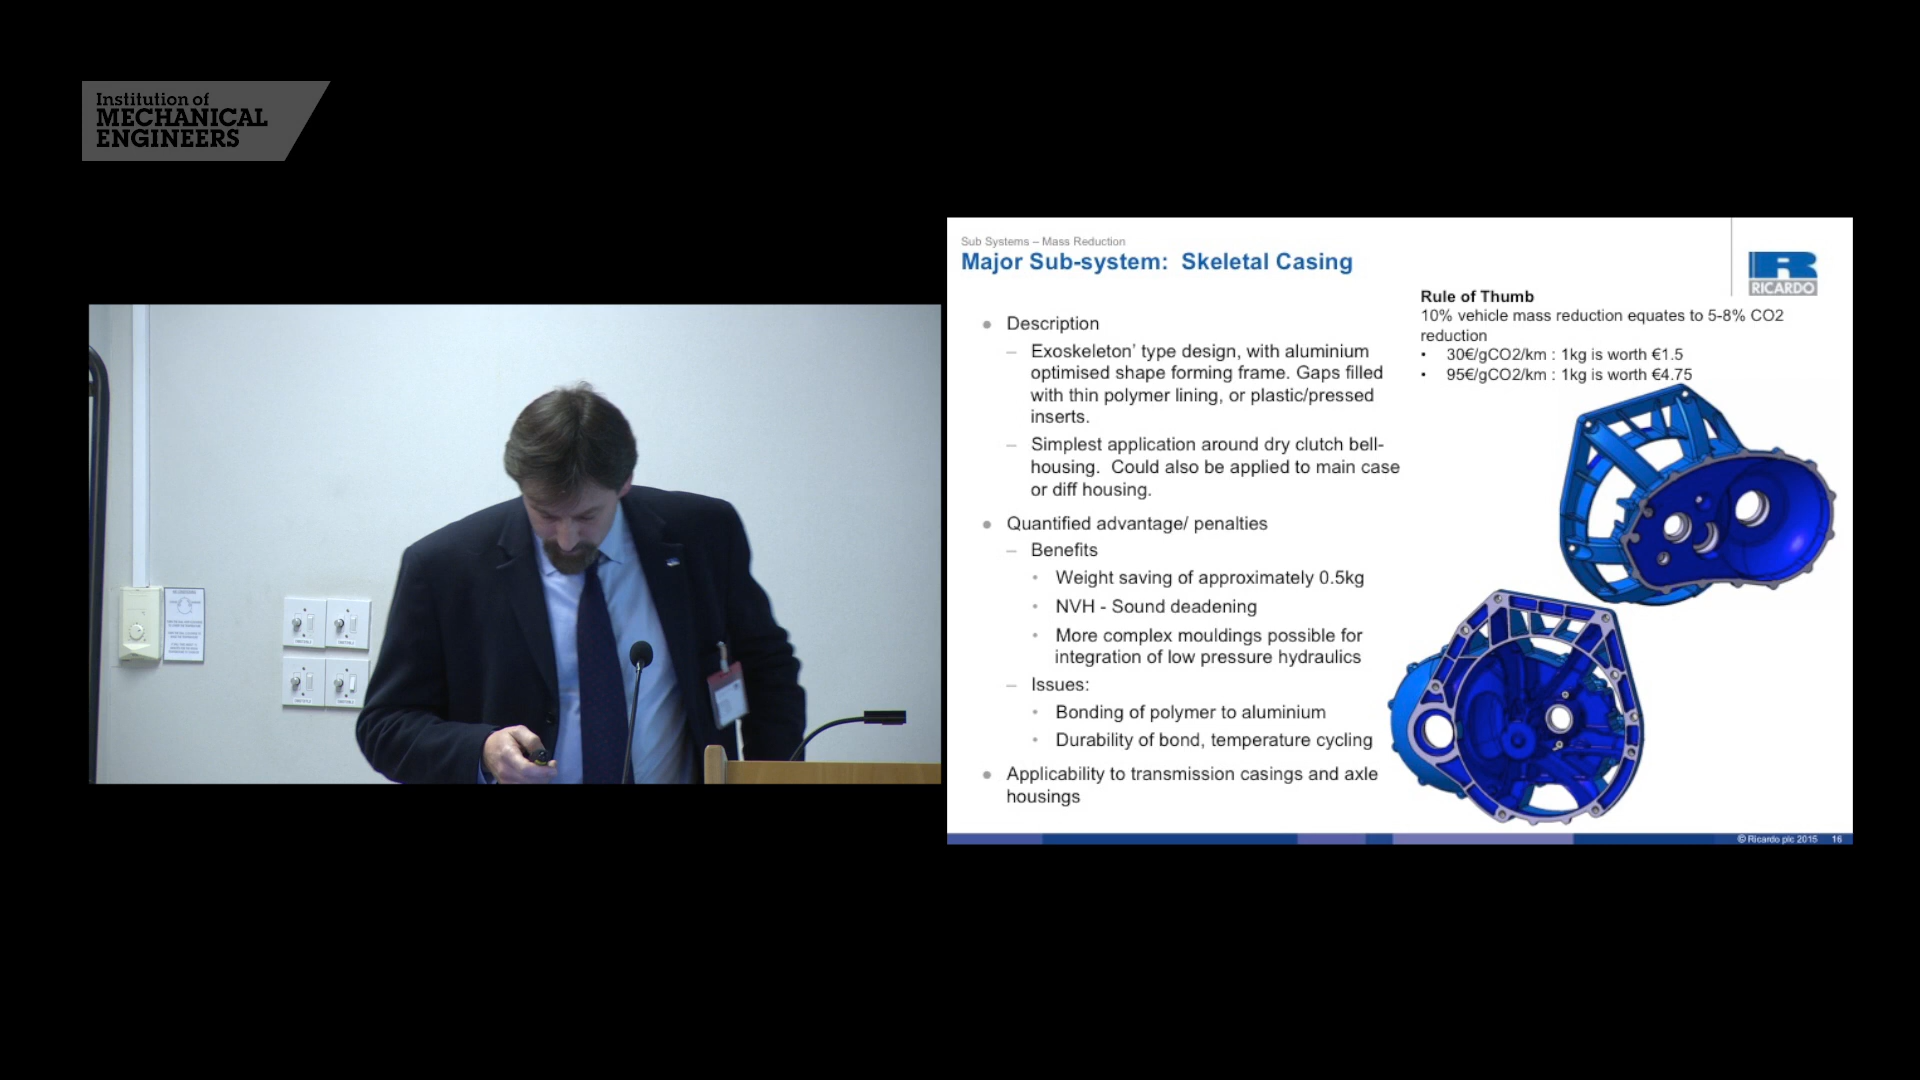 Institution of
MECHANICAL
ENGINEERS
Sub Systems – Mass Reduction
Major Sub-system:  Skeletal Casing
RICARDO
Rule of Thumb
10% vehicle mass reduction equates to 5-8% CO2
reduction
• 30€/gCO2/km : 1kg is worth €1.5
• 95€/gCO2/km : 1kg is worth €4.75
● Description
– Exoskeleton’ type design, with aluminium
optimised shape forming frame. Gaps filled
with thin polymer lining, or plastic/pressed
inserts.
– Simplest application around dry clutch bell-
housing.  Could also be applied to main case
or diff housing.
● Quantified advantage/ penalties
– Benefits
• Weight saving of approximately 0.5kg
• NVH - Sound deadening
• More complex mouldings possible for
integration of low pressure hydraulics
– Issues:
• Bonding of polymer to aluminium
• Durability of bond, temperature cycling
● Applicability to transmission casings and axle
housings
© Ricardo plc 2015 16